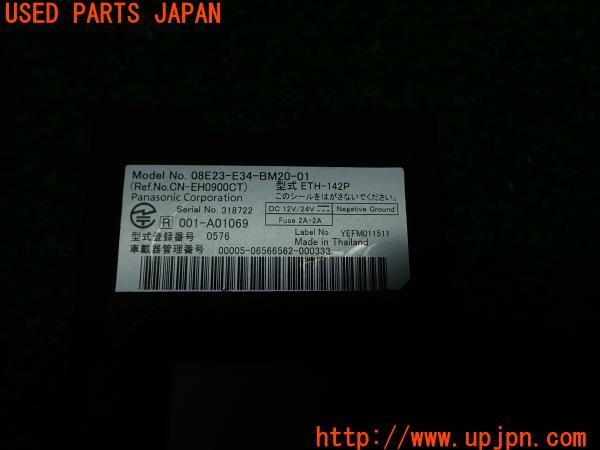 USED PARTS JAPAN
Model No. 08E23-E34-BM20-01
(Ref.No.CN-EH0900CT) 型式 ETH-142P
Panasonic Corporation このシールをはがさないでください。
Serial No. 318722 DC 12V/24V Negative Ground
R 001-A01069 Fuse 2A・2A
型式登録番号 0576 Label No. YEFM011511
車載器管理番号 Made in Thailand
00005-06566562-000333
UPJ
http://www.upjpn.com/